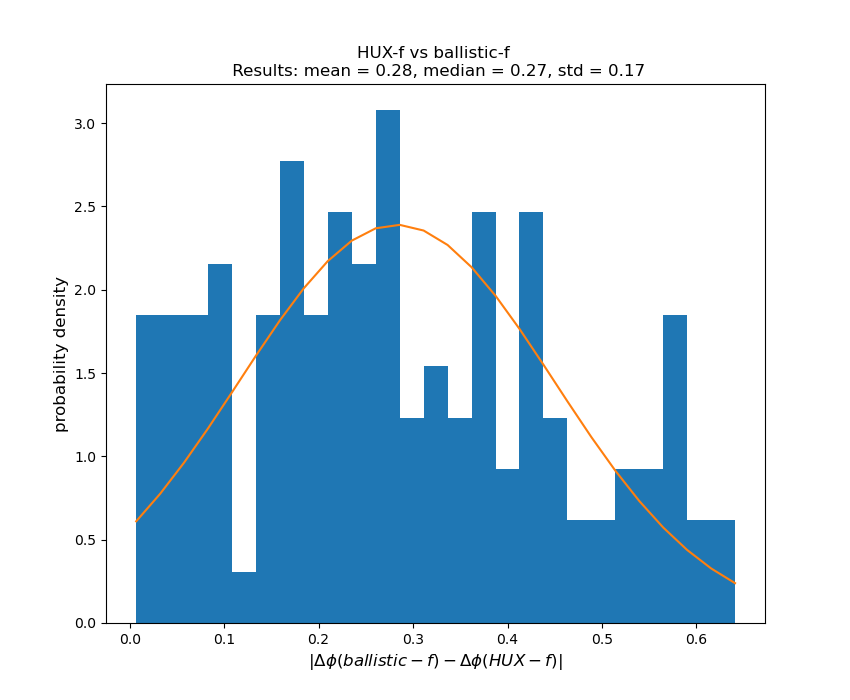 HUX-f vs ballistic-f
Results: mean = 0.28, median = 0.27, std = 0.17
3.0
2.5
2.0
1.5
1.0
0.5
0.0
probability density
0.0 0.1 0.2 0.3 0.4 0.5 0.6
|Δϕ(ballistic − f) − Δϕ(HUX − f)|